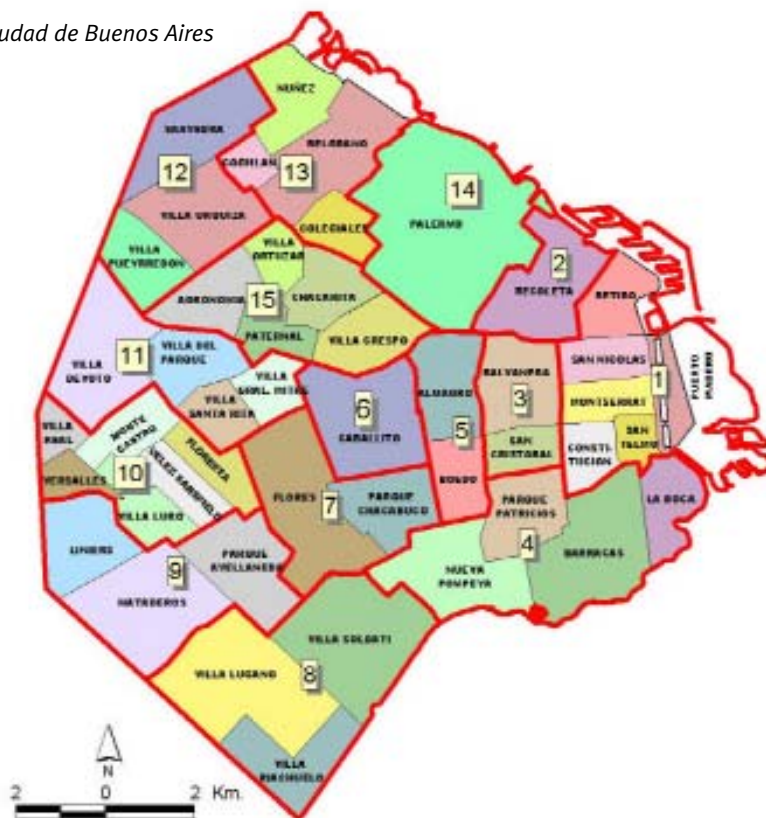 udad de Buenos Aires
NUÑEZ
SAAVEDRA
BELGRANO
COGHLAN
12
13
14
VILLA URQUIZA
PALERMO
COLEGIALES
VILLA
PUEYRREDON
VILLA
ORTUZAR
2
RECOLETA
RETIRO
AGRONOMIA
15
CHACARITA
PATERNAL
VILLA CRESPO
11
VILLA DEL
PARQUE
VILLA
DEVOTO
SAN NICOLAS
1
PUERTO
MADERO
VILLA
GRAL. MITRE
VILLA
SANTA RITA
ALMAGRO
BALVANERA
3
MONTSERRAT
6
CABALLITO
5
SAN
TELMO
VILLA
REAL
MONTE
CASTRO
FLORESTA
SAN
CRISTOBAL
CONSTI-
TUCION
VERSALLES
10
VELEZ SARSFIELD
BOEDO
VILLA LURO
FLORES
7
PARQUE
CHACABUCO
PARQUE
PATRICIOS
LA BOCA
LINIERS
PARQUE
AVELLANEDA
4
BARRACAS
9
MATADEROS
NUEVA
POMPEYA
VILLA SOLDATI
VILLA LUGANO
8
VILLA
RIACHUELO
N
2 0 2 Km.